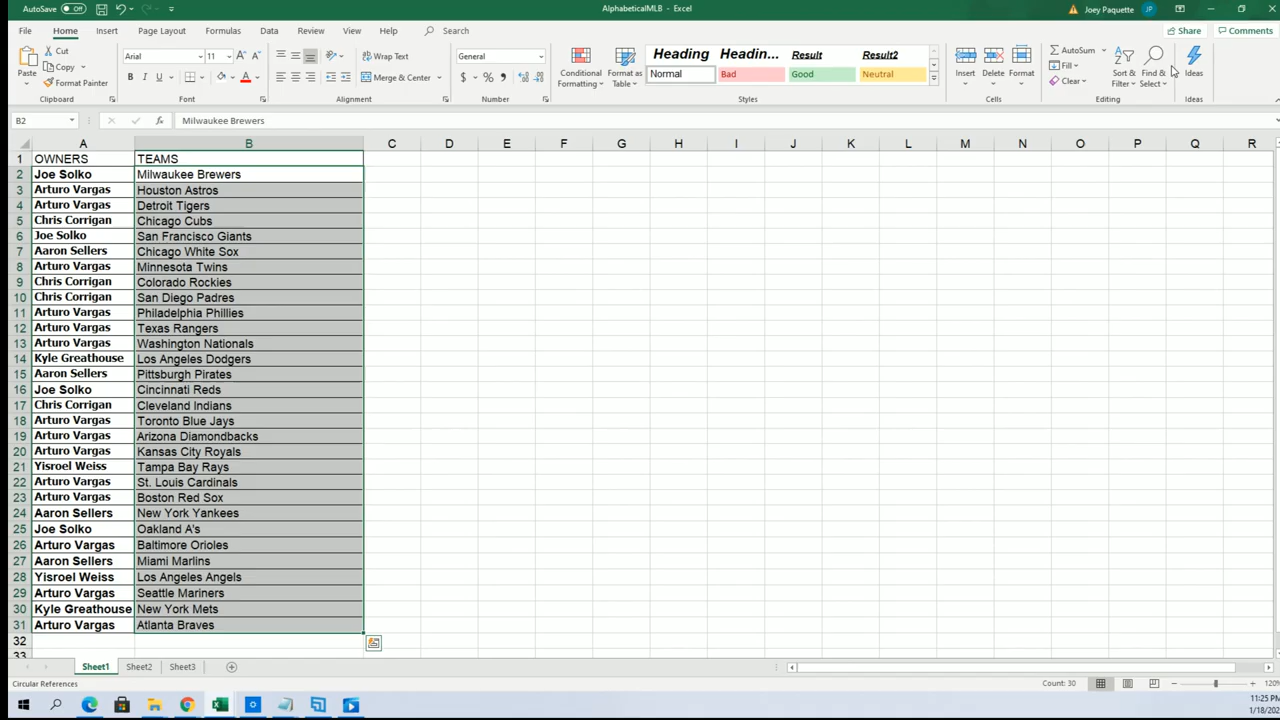 AutoSave Off AlphabeticalMLB - Excel Joey Paquette JP
File Home Insert Page Layout Formulas Data Review View Help Search Share Comments
Paste Cut Copy Format Painter Clipboard
Arial 11 A A B I U A Font
Wrap Text Merge & Center Alignment
General $ % Number
Conditional Formatting Format as Table
Heading Headin... Result Result2
Normal Bad Good Neutral
Styles
Insert Delete Format Cells
AutoSum Fill Clear Sort & Filter Find & Select Editing
Ideas Ideas
B2 fx Milwaukee Brewers
A B C D E F G H I J K L M N O P Q R
1 OWNERS TEAMS
2 Joe Solko Milwaukee Brewers
3 Arturo Vargas Houston Astros
4 Arturo Vargas Detroit Tigers
5 Chris Corrigan Chicago Cubs
6 Joe Solko San Francisco Giants
7 Aaron Sellers Chicago White Sox
8 Arturo Vargas Minnesota Twins
9 Chris Corrigan Colorado Rockies
10 Chris Corrigan San Diego Padres
11 Arturo Vargas Philadelphia Phillies
12 Arturo Vargas Texas Rangers
13 Arturo Vargas Washington Nationals
14 Kyle Greathouse Los Angeles Dodgers
15 Aaron Sellers Pittsburgh Pirates
16 Joe Solko Cincinnati Reds
17 Chris Corrigan Cleveland Indians
18 Arturo Vargas Toronto Blue Jays
19 Arturo Vargas Arizona Diamondbacks
20 Arturo Vargas Kansas City Royals
21 Yisroel Weiss Tampa Bay Rays
22 Arturo Vargas St. Louis Cardinals
23 Arturo Vargas Boston Red Sox
24 Aaron Sellers New York Yankees
25 Joe Solko Oakland A's
26 Arturo Vargas Baltimore Orioles
27 Aaron Sellers Miami Marlins
28 Yisroel Weiss Los Angeles Angels
29 Arturo Vargas Seattle Mariners
30 Kyle Greathouse New York Mets
31 Arturo Vargas Atlanta Braves
32
33
Sheet1 Sheet2 Sheet3
Circular References Count: 30 120%
11:25 PM
1/18/202